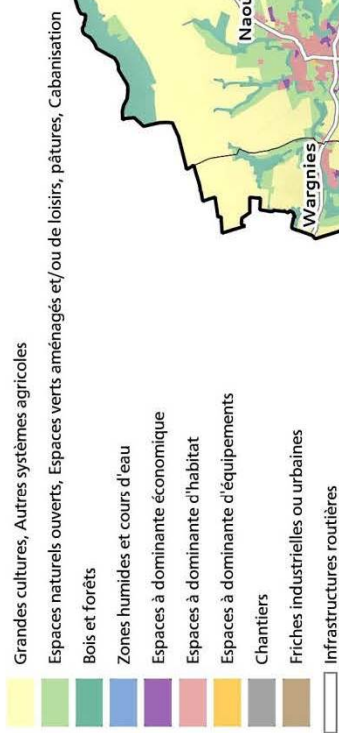 Grandes cultures, Autres systèmes agricoles
Espaces naturels ouverts, Espaces verts aménagés et/ou de loisirs, pâtures, Cabanisation
Bois et forêts
Zones humides et cours d'eau
Espaces à dominante économique
Espaces à dominante d'habitat
Espaces à dominante d'équipements
Chantiers
Friches industrielles ou urbaines
Infrastructures routières
Naou
Wargnies